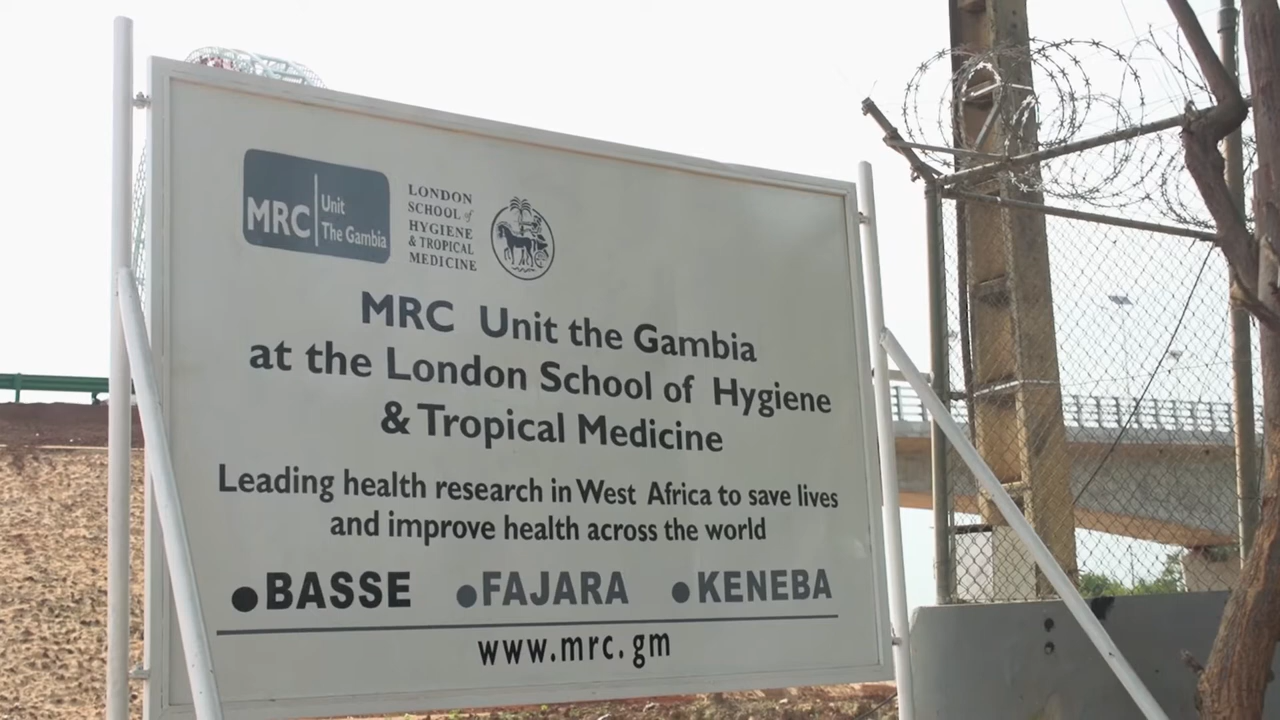 MRC
Unit
The Gambia
LONDON
SCHOOL of
HYGIENE
& TROPICAL
MEDICINE
MRC Unit the Gambia
at the London School of Hygiene
& Tropical Medicine
Leading health research in West Africa to save lives
and improve health across the world
●BASSE ●FAJARA ●KENEBA
www.mrc.gm